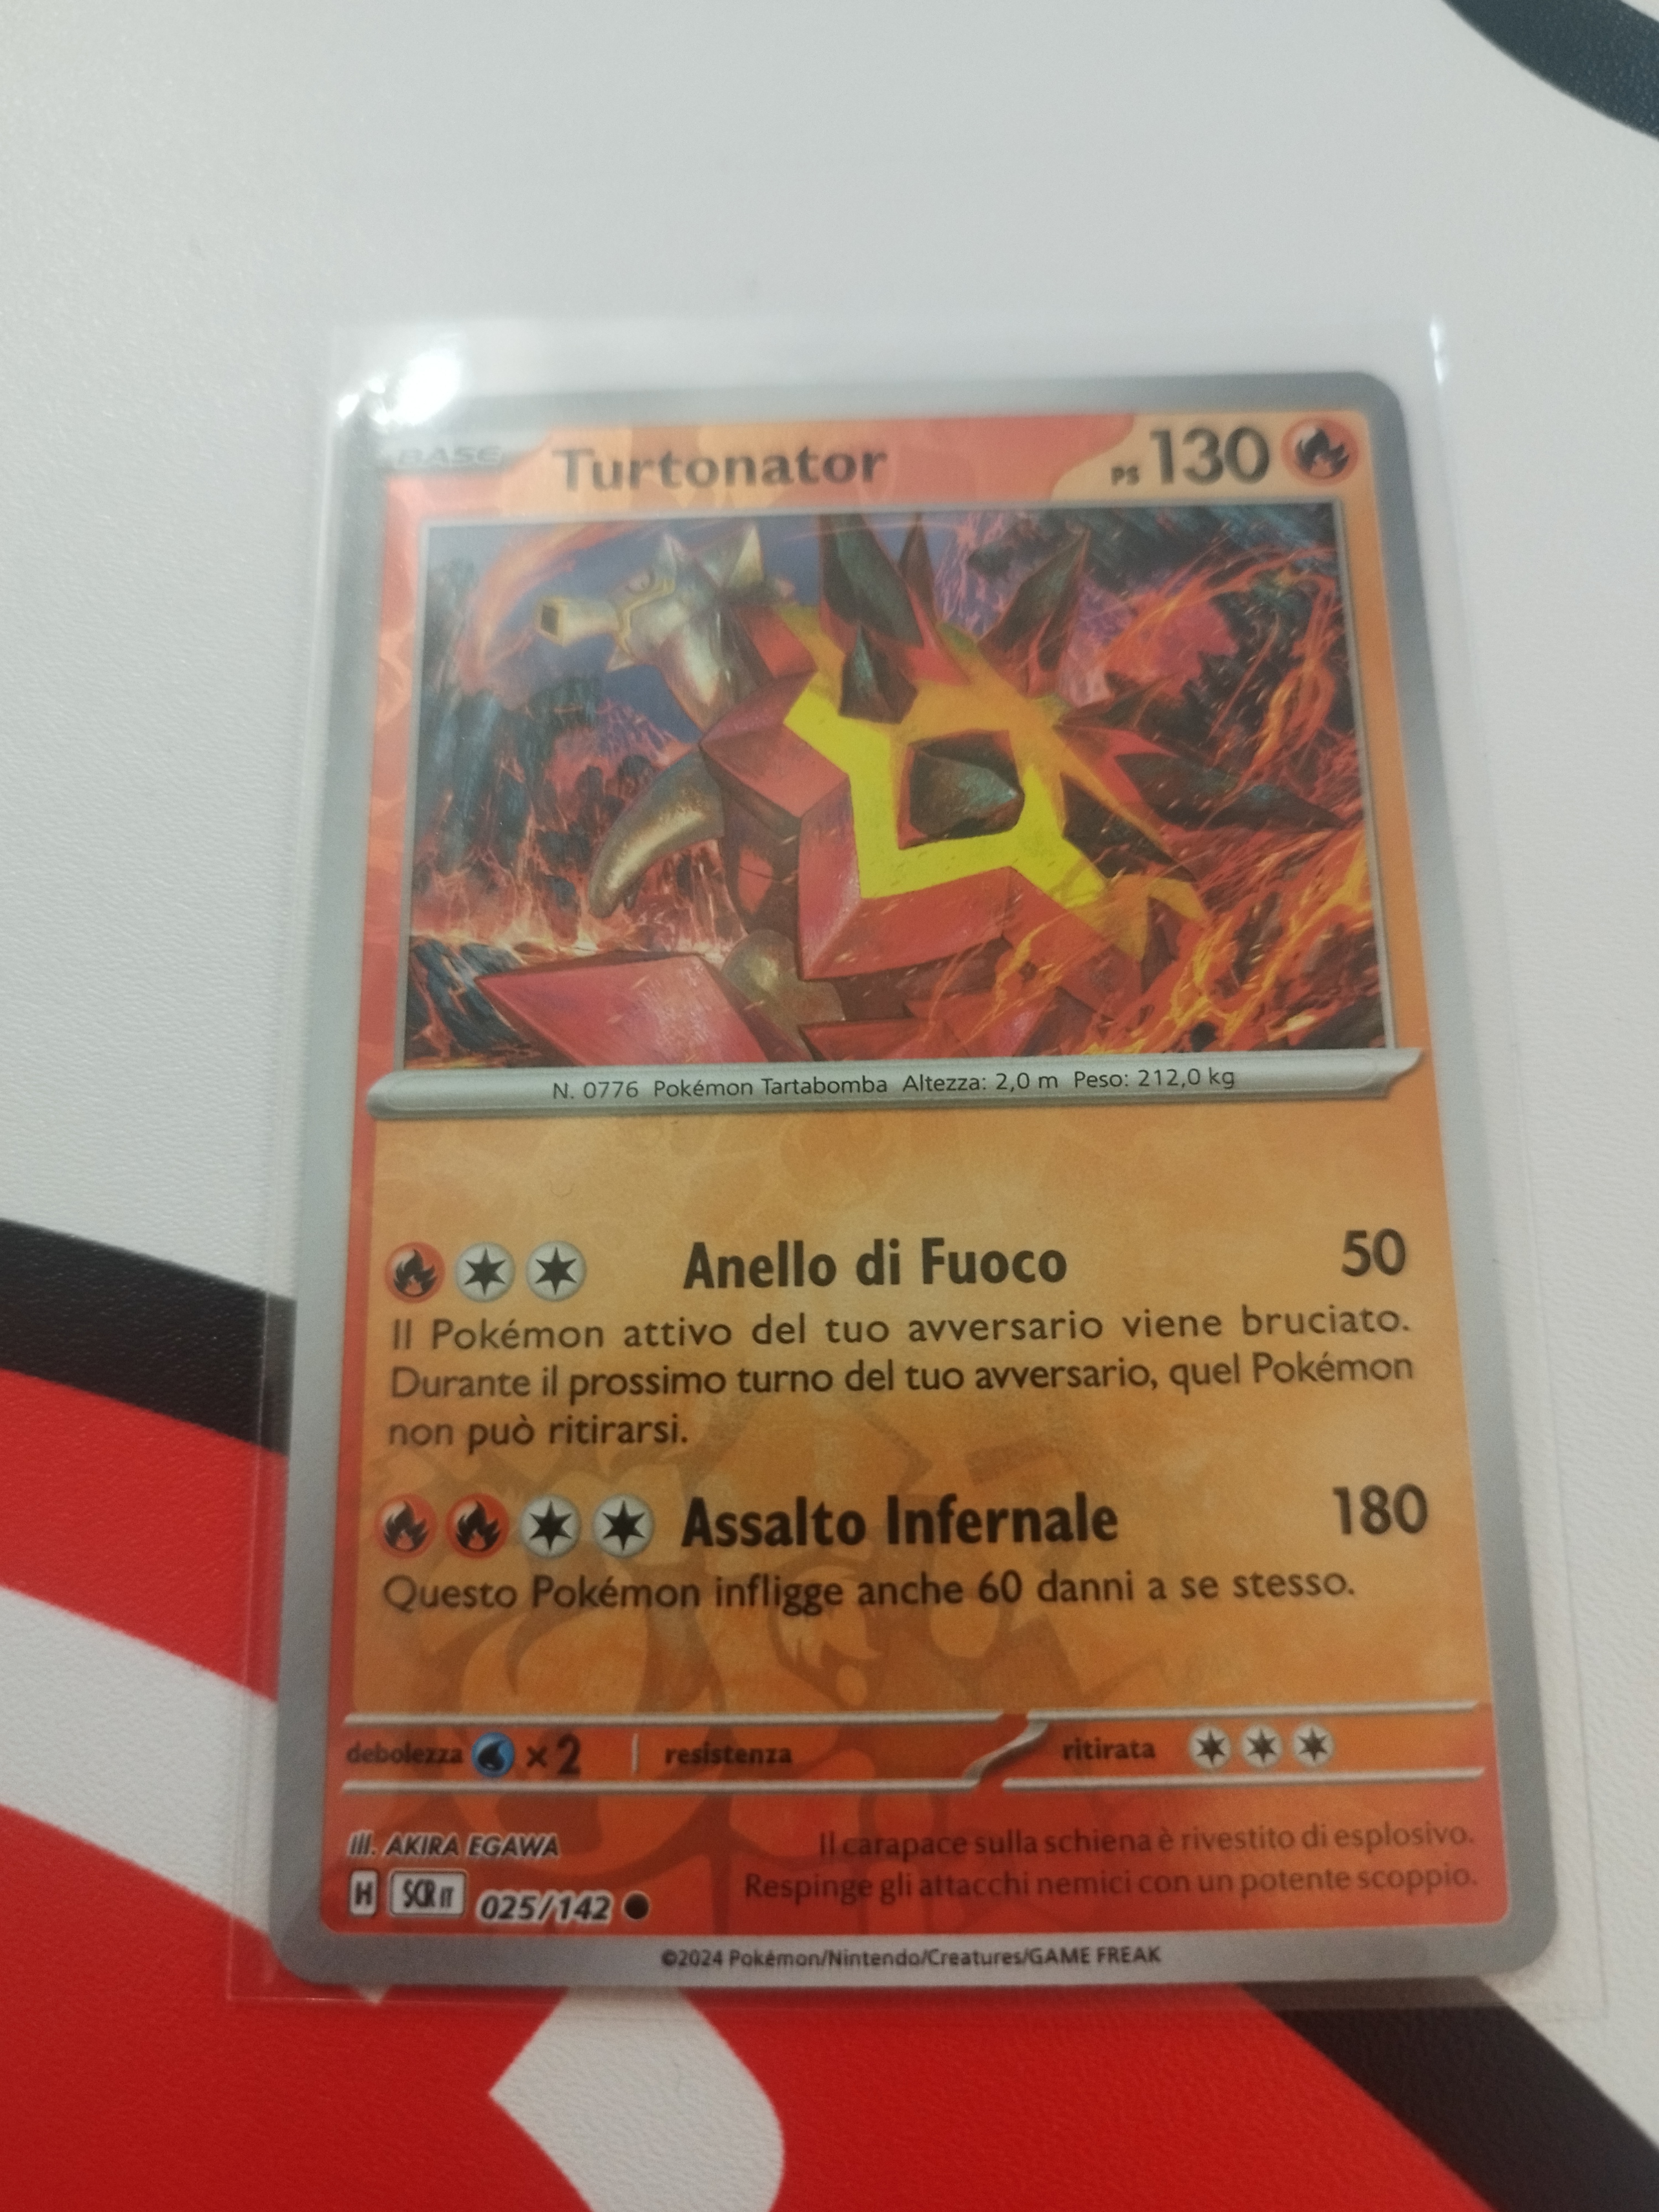 BASE Turtonator PS 130
N. 0776 Pokémon Tartabomba Altezza: 2,0 m Peso: 212,0 kg
Anello di Fuoco 50
Il Pokémon attivo del tuo avversario viene bruciato.
Durante il prossimo turno del tuo avversario, quel Pokémon
non può ritirarsi.
Assalto Infernale 180
Questo Pokémon infligge anche 60 danni a se stesso.
debolezza ×2 resistenza ritirata
Ill. AKIRA EGAWA
Il carapace sulla schiena è rivestito di esplosivo.
Respinge gli attacchi nemici con un potente scoppio.
H SCR IT 025/142
©2024 Pokémon/Nintendo/Creatures/GAME FREAK